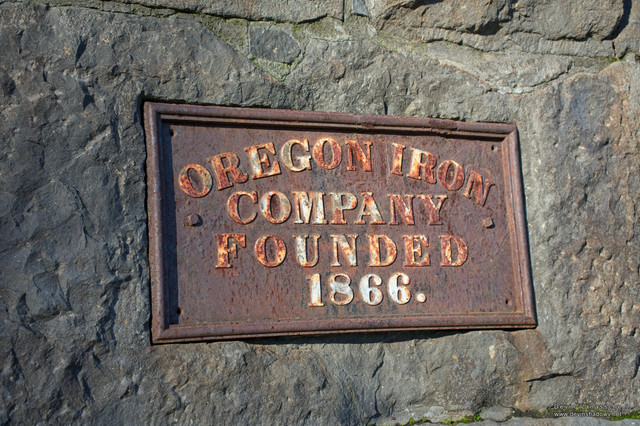 OREGON IRON
COMPANY
FOUNDED
1866.